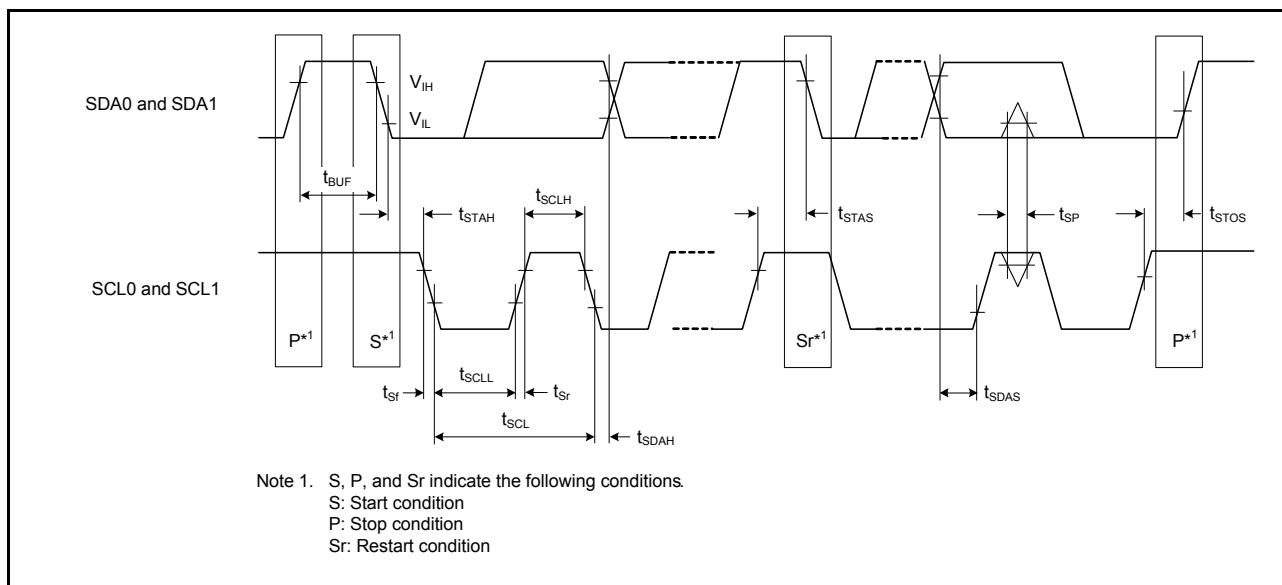 SDA0 and SDA1
VIH
VIL
tBUF
tSTAH
tSCLH
tSTAS
tSP
tSTOS
SCL0 and SCL1
P*1
S*1
Sr*1
P*1
tSf
tSCLL
tSr
tSDAS
tSCL
tSDAH
Note 1. S, P, and Sr indicate the following conditions.
S: Start condition
P: Stop condition
Sr: Restart condition